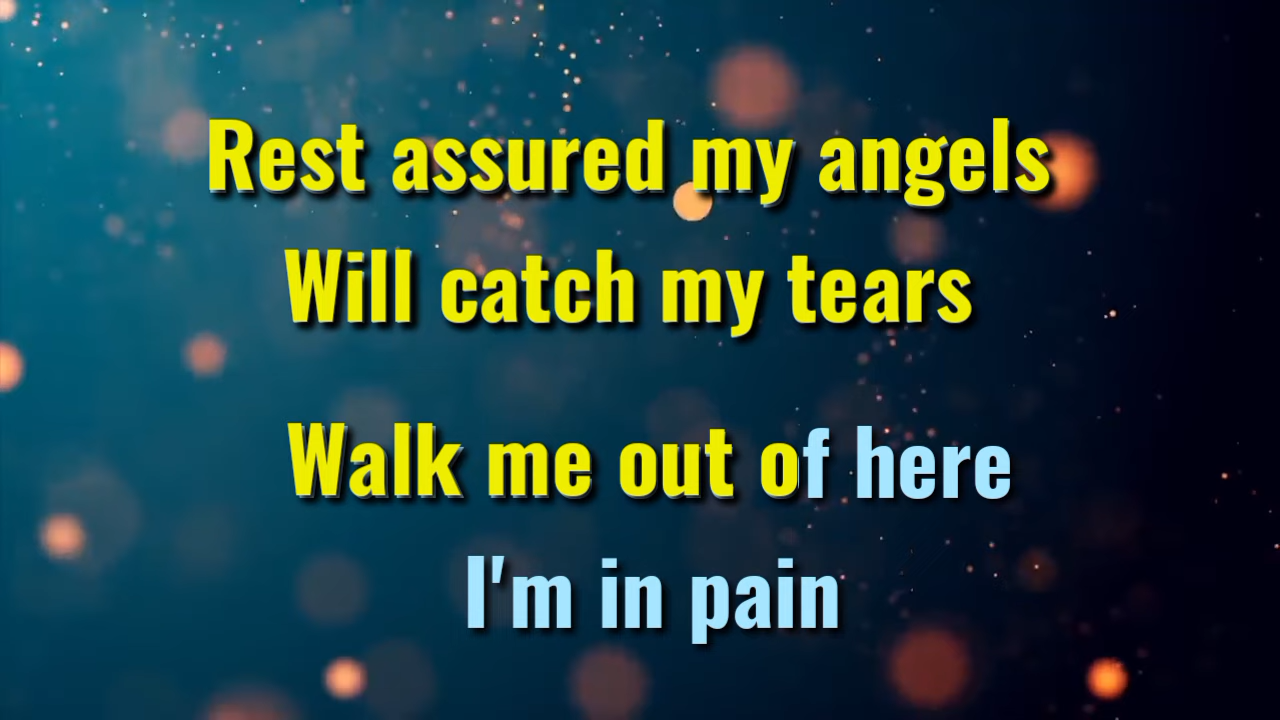 Rest assured my angels
Will catch my tears
Walk me out of here
I'm in pain